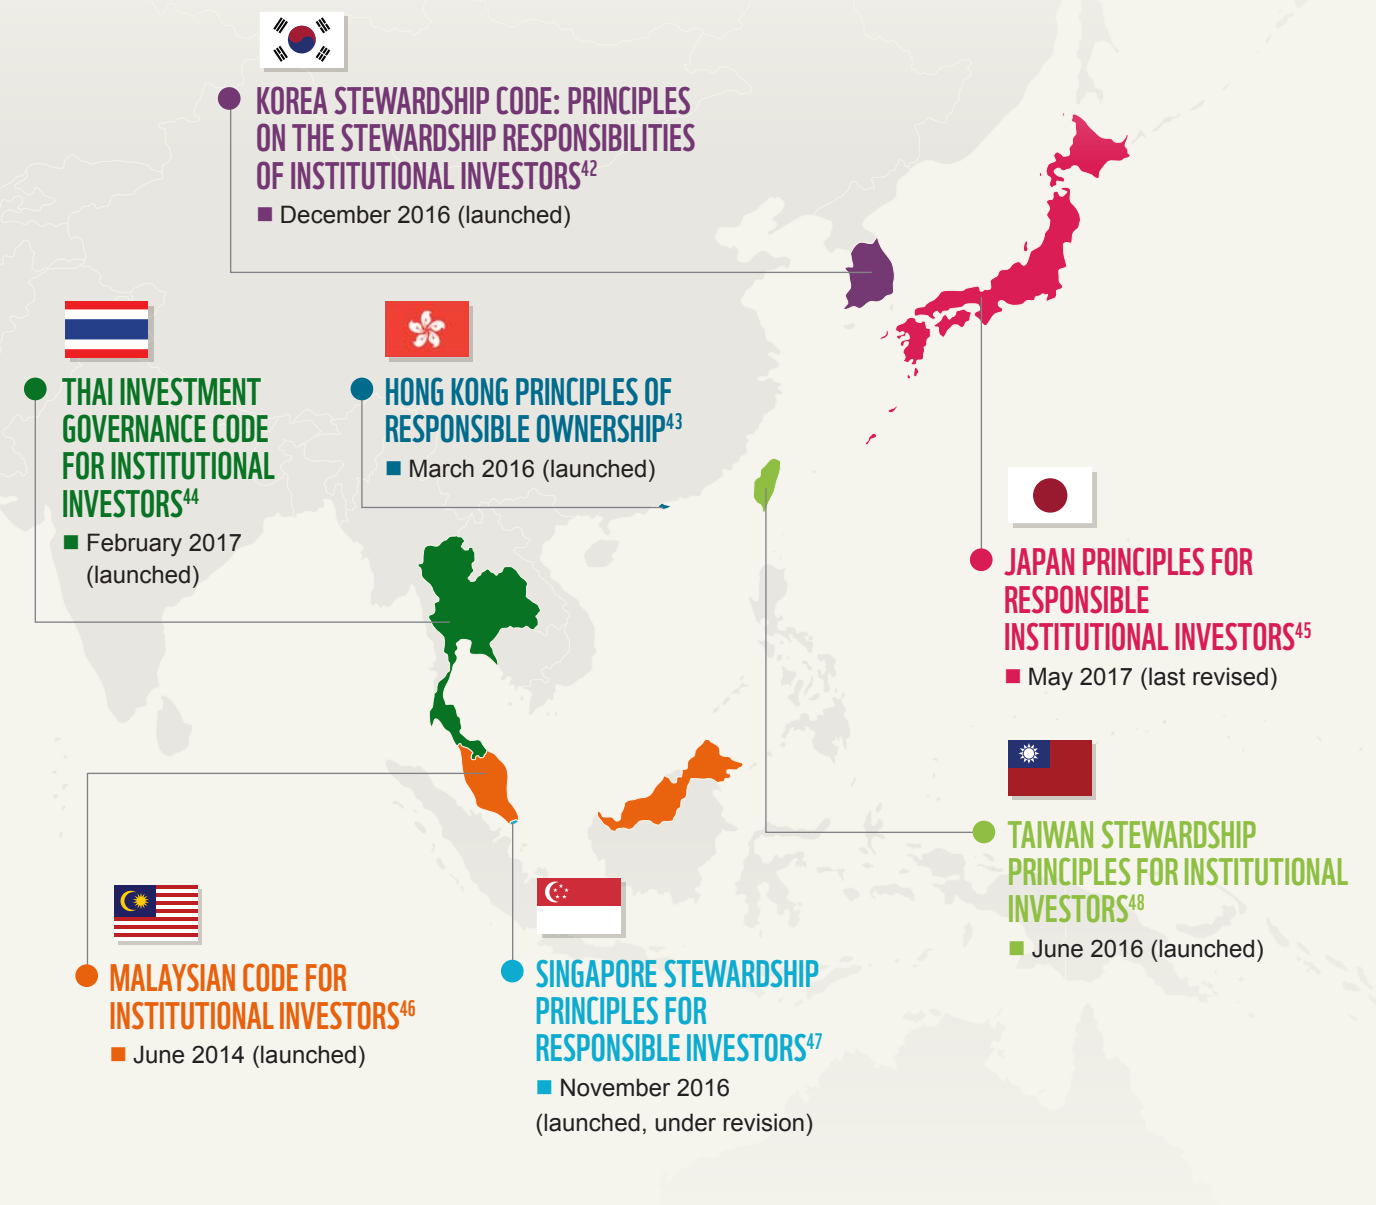 KOREA STEWARDSHIP CODE: PRINCIPLES
ON THE STEWARDSHIP RESPONSIBILITIES
OF INSTITUTIONAL INVESTORS42
December 2016 (launched)
THAI INVESTMENT
GOVERNANCE CODE
FOR INSTITUTIONAL
INVESTORS44
February 2017
(launched)
HONG KONG PRINCIPLES OF
RESPONSIBLE OWNERSHIP43
March 2016 (launched)
JAPAN PRINCIPLES FOR
RESPONSIBLE
INSTITUTIONAL INVESTORS45
May 2017 (last revised)
TAIWAN STEWARDSHIP
PRINCIPLES FOR INSTITUTIONAL
INVESTORS48
June 2016 (launched)
MALAYSIAN CODE FOR
INSTITUTIONAL INVESTORS46
June 2014 (launched)
SINGAPORE STEWARDSHIP
PRINCIPLES FOR
RESPONSIBLE INVESTORS47
November 2016
(launched, under revision)